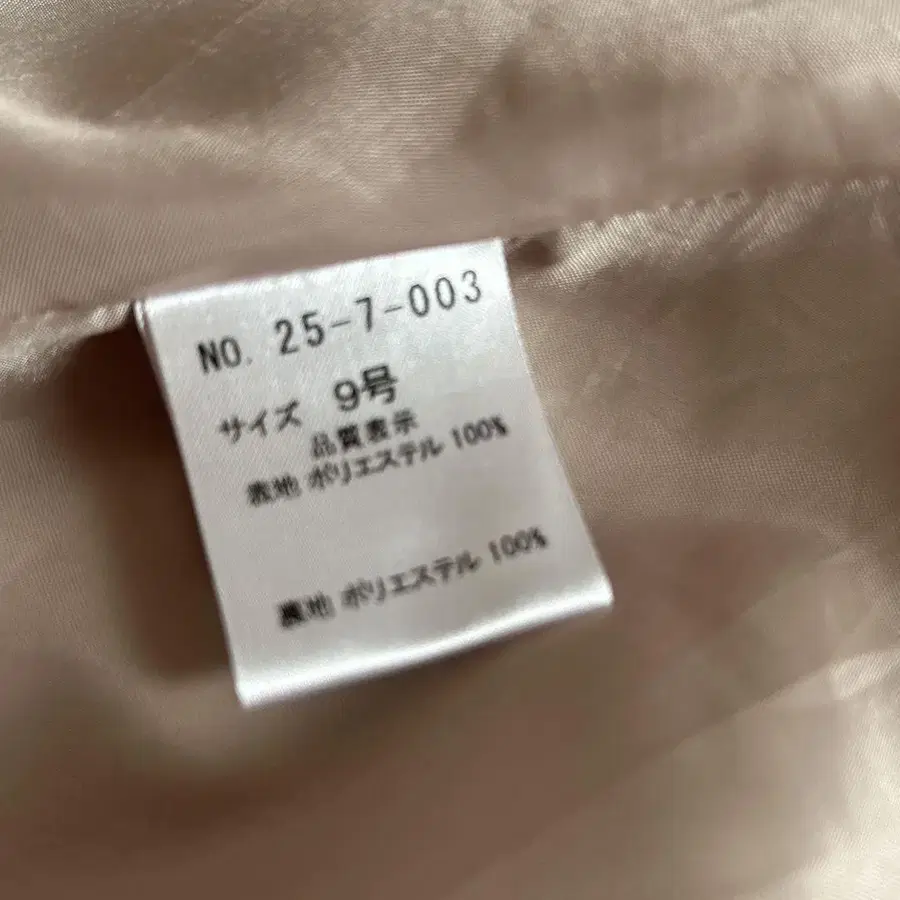 NO. 25-7-003
サイズ 9号
品質表示
表地 ポリエステル 100%
裏地 ポリエステル 100%